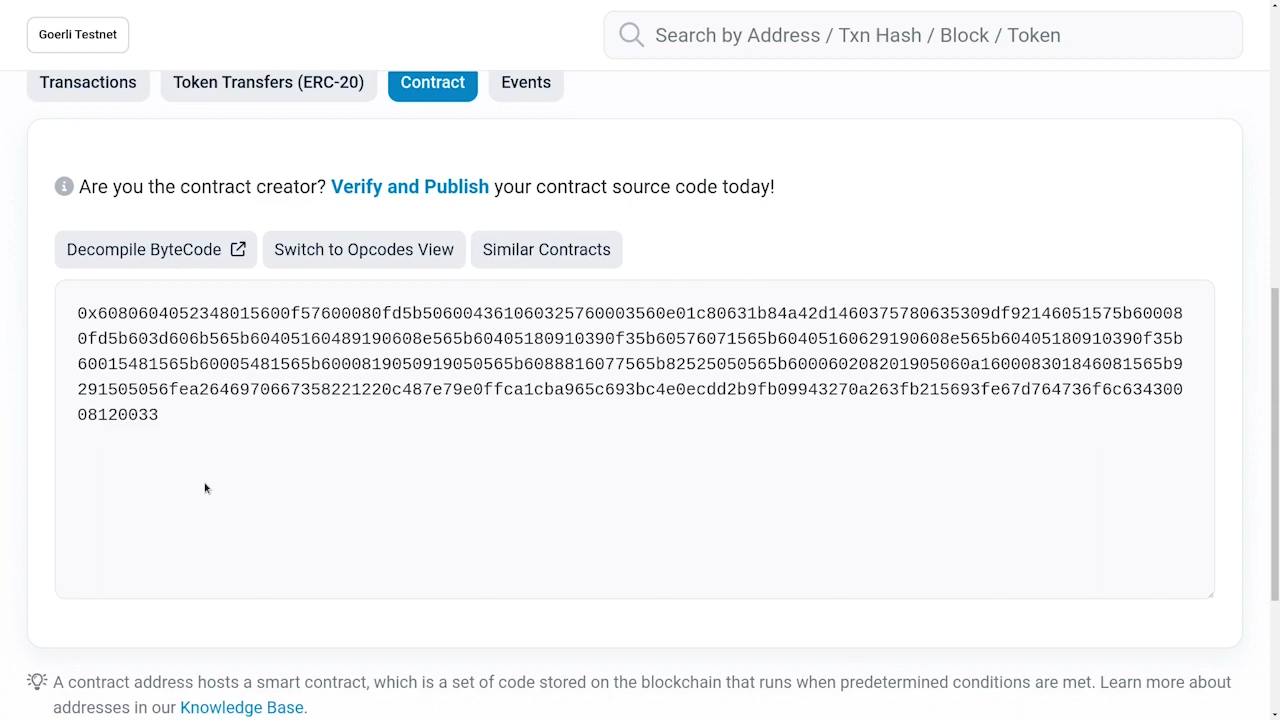 Goerli Testnet
Search by Address / Txn Hash / Block / Token
Transactions
Token Transfers (ERC-20)
Contract
Events
Are you the contract creator? Verify and Publish your contract source code today!
Decompile ByteCode
Switch to Opcodes View
Similar Contracts
0x6080604052348015600f57600080fd5b506004361060325760003560e01c80631b84a42d1460375780635309df92146051575b600080
0fd5b603d606b565b60405160489190608e565b60405180910390f35b60576071565b60405160629190608e565b60405180910390f35b
60015481565b60005481565b6000819050919050565b6088816077565b82525050565b600060208201905060a160008301846081565b9
291505056fea2646970667358221220c487e79e0ffca1cba965c693bc4e0ecdd2b9fb09943270a263fb215693fe67d764736f6c634300
08120033
A contract address hosts a smart contract, which is a set of code stored on the blockchain that runs when predetermined conditions are met. Learn more about
addresses in our Knowledge Base.